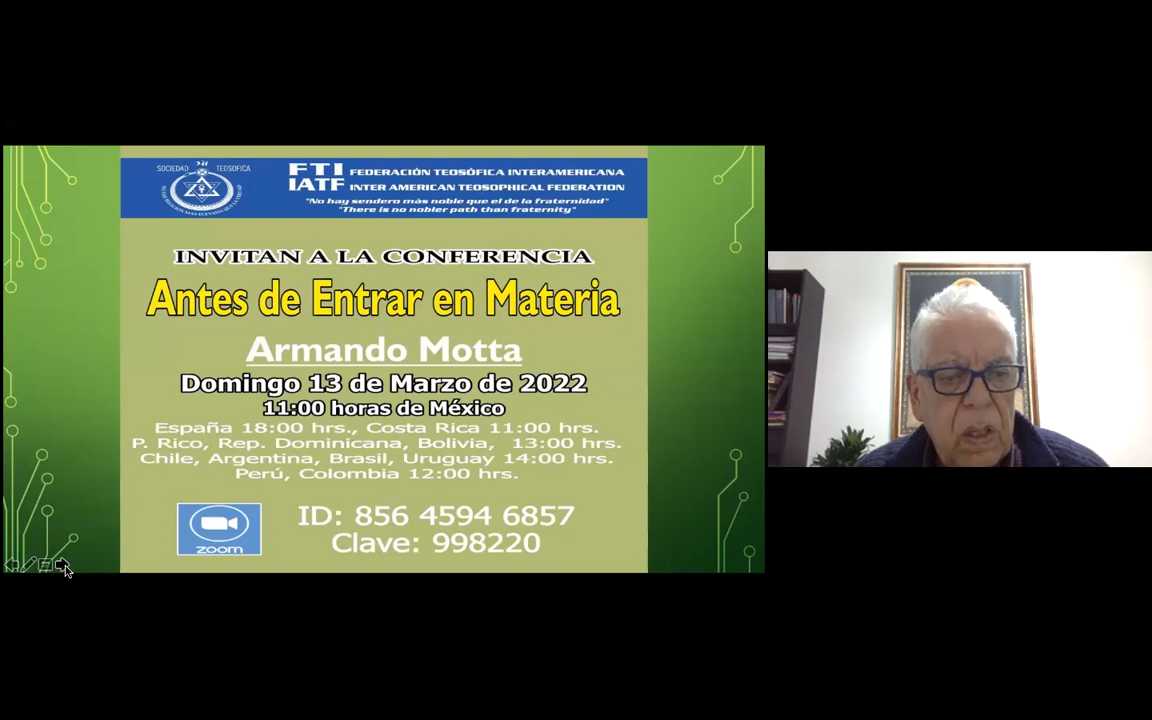 SOCIEDAD TEOSOFICA
FTI FEDERACIÓN TEOSÓFICA INTERAMERICANA
IATF INTER AMERICAN TEOSOPHICAL FEDERATION
"No hay sendero más noble que el de la fraternidad"
"There is no nobler path than fraternity"
INVITAN A LA CONFERENCIA
Antes de Entrar en Materia
Armando Motta
Domingo 13 de Marzo de 2022
11:00 horas de México
España 18:00 hrs., Costa Rica 11:00 hrs.
P. Rico, Rep. Dominicana, Bolivia, 13:00 hrs.
Chile, Argentina, Brasil, Uruguay 14:00 hrs.
Perú, Colombia 12:00 hrs.
zoom
ID: 856 4594 6857
Clave: 998220